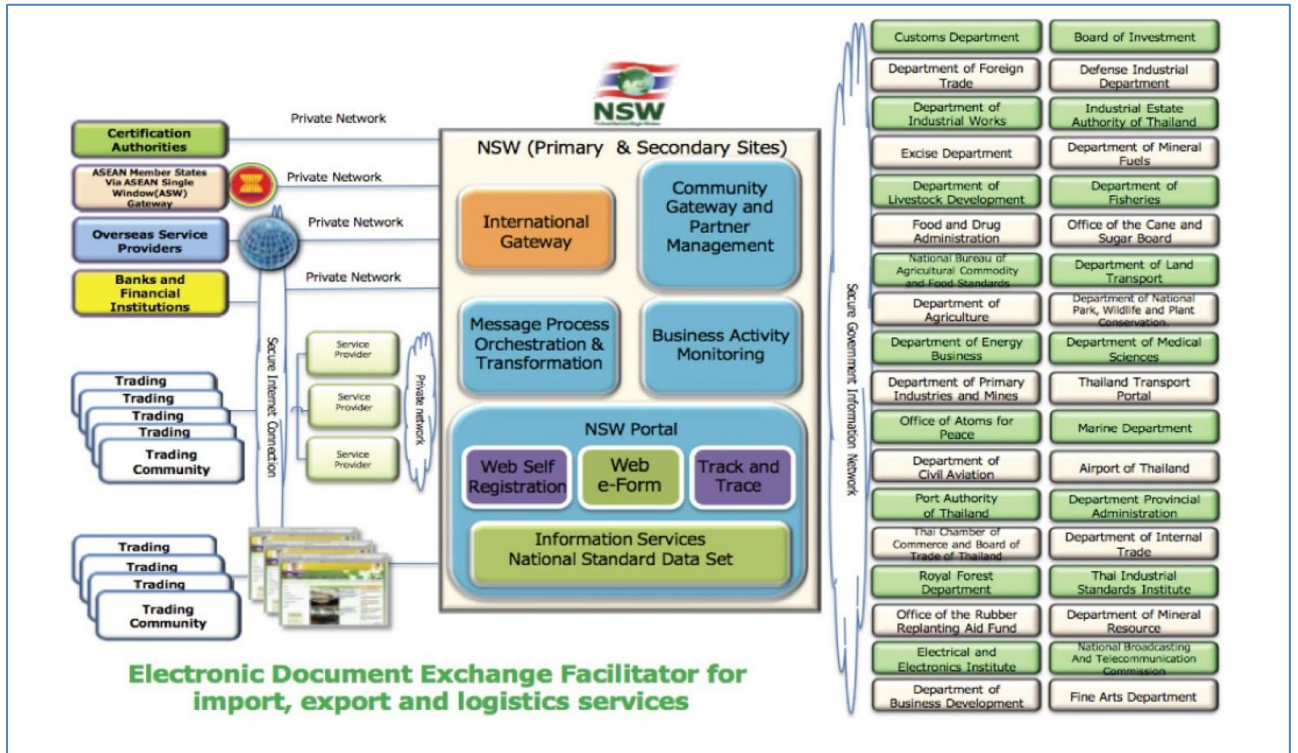 NSW
Private Network
Certification
Authorities
ASEAN Member States
Via ASEAN Single
Window(ASW)
Gateway
Private Network
Overseas Service
Providers
Private Network
Banks and
Financial
Institutions
Private Network
Secure Internet Connection
Service
Provider
Service
Provider
Service
Provider
Private network
Trading
Trading
Trading
Trading
Trading
Community
Trading
Trading
Trading
Trading
Community
NSW (Primary & Secondary Sites)
International
Gateway
Community
Gateway and
Partner
Management
Message Process
Orchestration &
Transformation
Business Activity
Monitoring
NSW Portal
Web Self
Registration
Web
e-Form
Track and
Trace
Information Services
National Standard Data Set
Secure Government Information Network
Customs Department
Board of Investment
Department of Foreign
Trade
Defense Industrial
Department
Department of
Industrial Works
Industrial Estate
Authority of Thailand
Excise Department
Department of Mineral
Fuels
Department of
Livestock Development
Department of
Fisheries
Food and Drug
Administration
Office of the Cane and
Sugar Board
National Bureau of
Agricultural Commodity
and Food Standards
Department of Land
Transport
Department of
Agriculture
Department of National
Park, Wildlife and Plant
Conservation.
Department of Energy
Business
Department of Medical
Sciences
Department of Primary
Industries and Mines
Thailand Transport
Portal
Office of Atoms for
Peace
Marine Department
Department of
Civil Aviation
Airport of Thailand
Port Authority
of Thailand
Department Provincial
Administration
Thai Chamber of
Commerce and Board of
Trade of Thailand
Department of Internal
Trade
Royal Forest
Department
Thai Industrial
Standards Institute
Office of the Rubber
Replanting Aid Fund
Department of Mineral
Resource
Electrical and
Electronics Institute
National Broadcasting
And Telecommunication
Commission
Department of
Business Development
Fine Arts Department
Electronic Document Exchange Facilitator for
import, export and logistics services